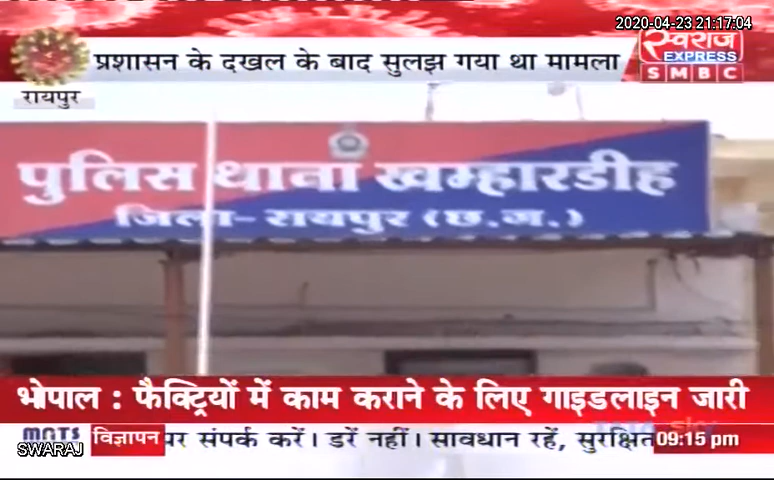 2020-04-23 21:17:04
प्रशासन के दखल के बाद सुलझ गया था मामला
स्वराज
EXPRESS
SMBC
रायपुर
पुलिस थाना खम्हारडीह
जिला-रायपुर (छ.ग.)
भोपाल : फैक्ट्रियों में काम कराने के लिए गाइडलाइन जारी
विज्ञापन पर संपर्क करें। डरें नहीं। सावधान रहें, सुरक्षित 09:15 pm
SWARAJ